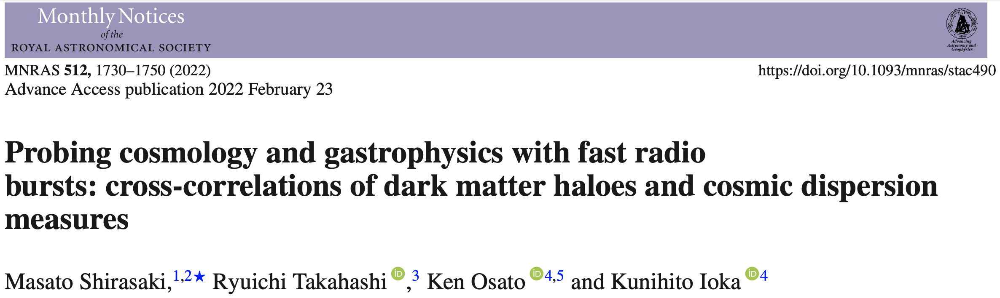 Monthly Notices
of the
ROYAL ASTRONOMICAL SOCIETY
Advancing
Astronomy and
Geophysics
MNRAS 512, 1730–1750 (2022)
https://doi.org/10.1093/mnras/stac490
Advance Access publication 2022 February 23
Probing cosmology and gastrophysics with fast radio
bursts: cross-correlations of dark matter haloes and cosmic dispersion
measures
Masato Shirasaki,1,2★ Ryuichi Takahashi iD,3 Ken Osato iD4,5 and Kunihito Ioka iD4